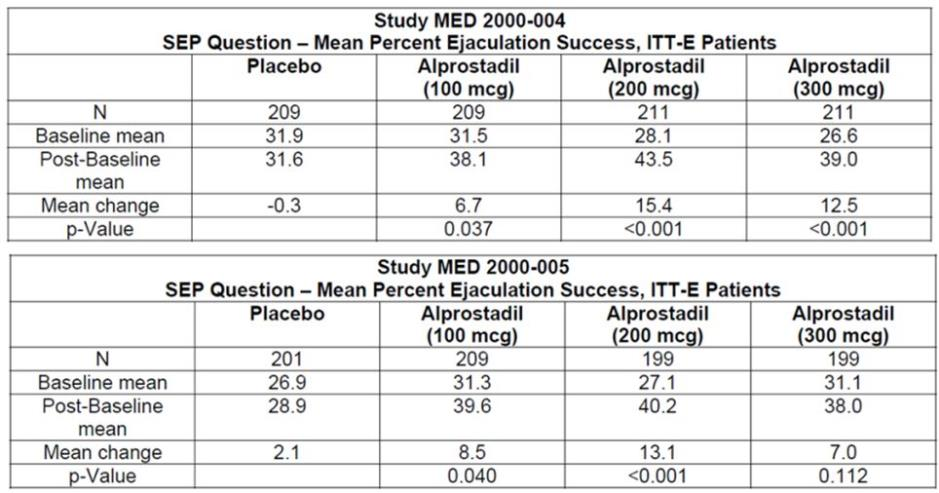 Study MED 2000-004
SEP Question – Mean Percent Ejaculation Success, ITT-E Patients
Placebo Alprostadil (100 mcg) Alprostadil (200 mcg) Alprostadil (300 mcg)
N 209 209 211 211
Baseline mean 31.9 31.5 28.1 26.6
Post-Baseline mean 31.6 38.1 43.5 39.0
Mean change -0.3 6.7 15.4 12.5
p-Value 0.037 <0.001 <0.001
Study MED 2000-005
SEP Question – Mean Percent Ejaculation Success, ITT-E Patients
Placebo Alprostadil (100 mcg) Alprostadil (200 mcg) Alprostadil (300 mcg)
N 201 209 199 199
Baseline mean 26.9 31.3 27.1 31.1
Post-Baseline mean 28.9 39.6 40.2 38.0
Mean change 2.1 8.5 13.1 7.0
p-Value 0.040 <0.001 0.112